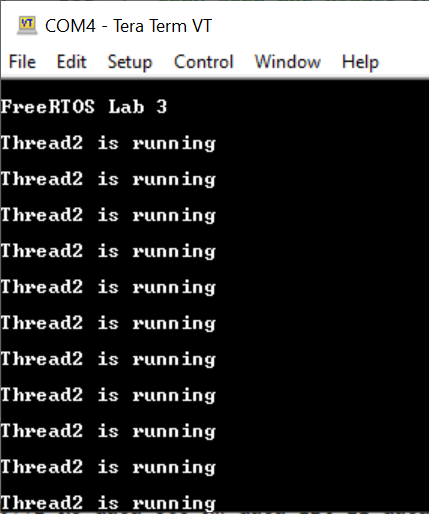 COM4 - Tera Term VT
File Edit Setup Control Window Help
FreeRTOS Lab 3
Thread2 is running
Thread2 is running
Thread2 is running
Thread2 is running
Thread2 is running
Thread2 is running
Thread2 is running
Thread2 is running
Thread2 is running
Thread2 is running
Thread2 is running